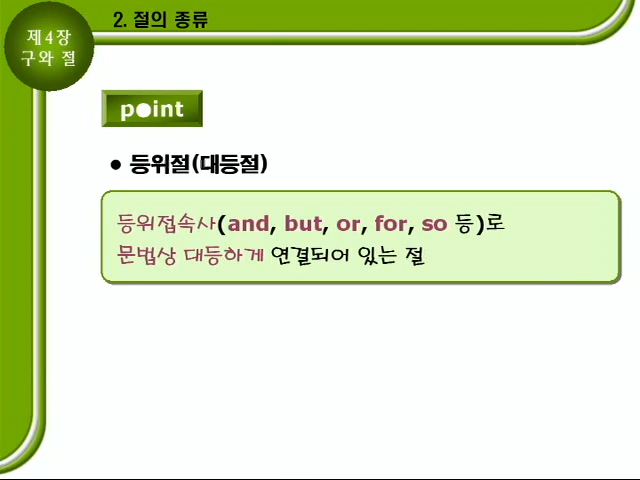 2. 절의 종류
제4장
구와 절
point
• 등위절(대등절)
등위접속사(and, but, or, for, so 등)로
문법상 대등하게 연결되어 있는 절